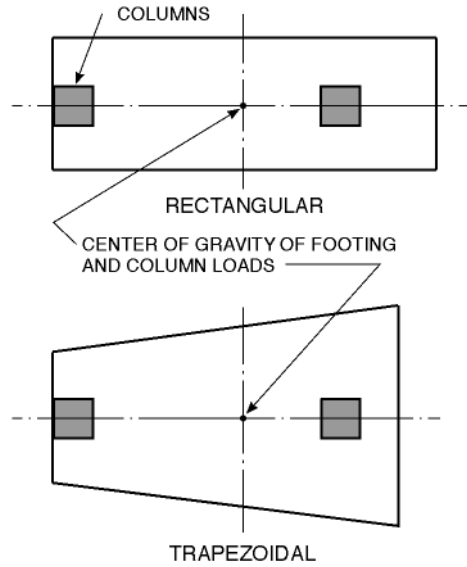 COLUMNS
RECTANGULAR
CENTER OF GRAVITY OF FOOTING
AND COLUMN LOADS
TRAPEZOIDAL